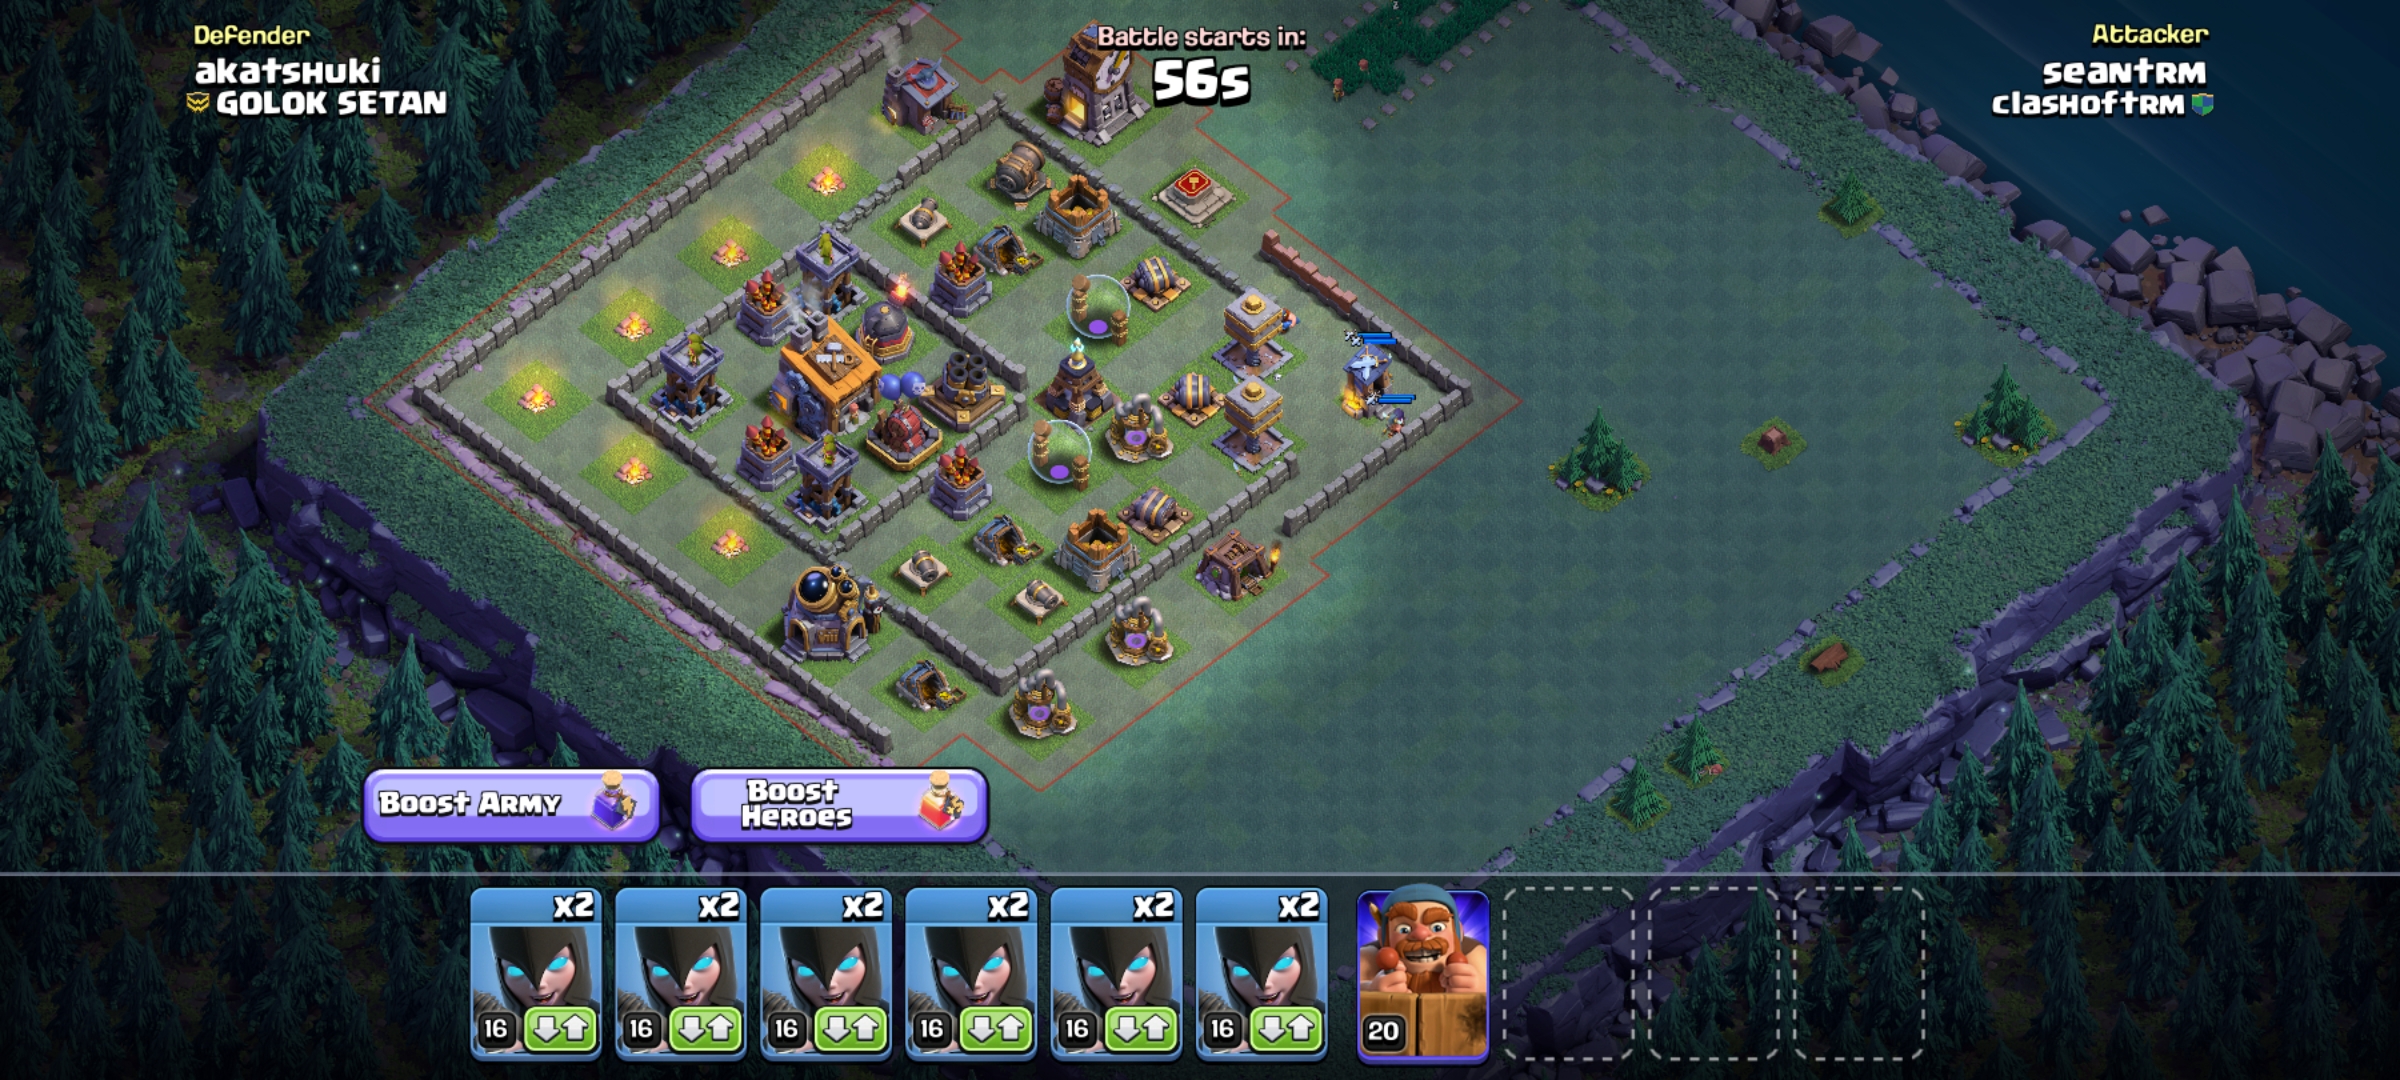 Defender
akatsHuki
GOLOK SETAN
Battle starts in:
56s
Attacker
seantRM
clasHoftRM
Boost Army
Boost
Heroes
x2
x2
x2
x2
x2
x2
16
16
16
16
16
16
20